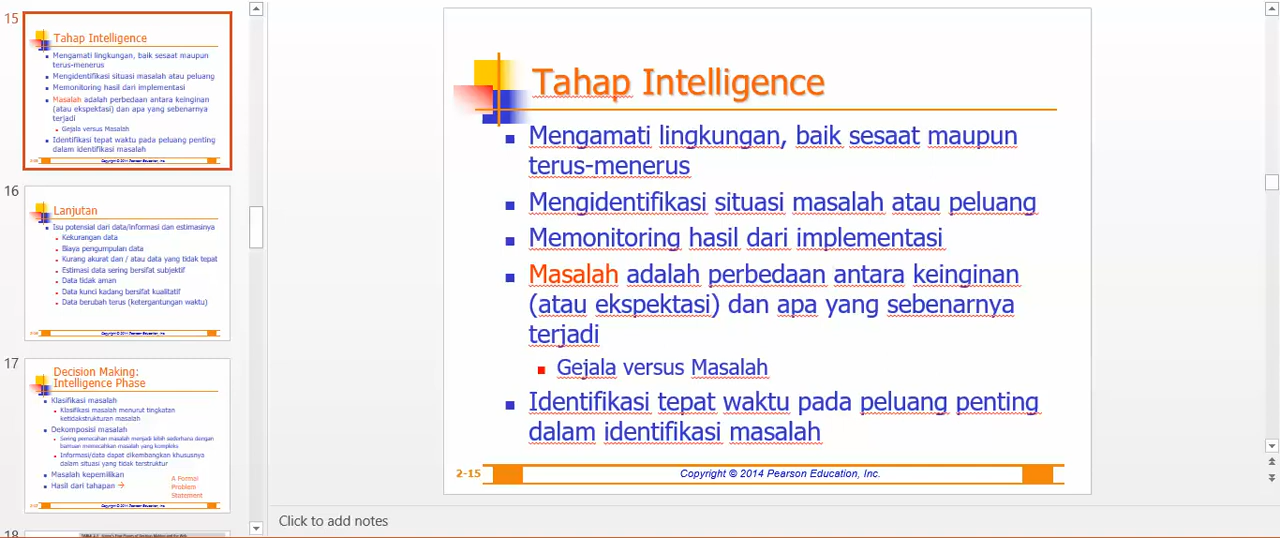 15
Tahap Intelligence
Mengamati lingkungan, baik sesaat maupun
terus-menerus
Mengidentifikasi situasi masalah atau peluang
Memonitoring hasil dari implementasi
Masalah adalah perbedaan antara keinginan
(atau ekspektasi) dan apa yang sebenarnya
terjadi
Gejala versus Masalah
Identifikasi tepat waktu pada peluang penting
dalam identifikasi masalah
Copyright © 2014 Pearson Education, Inc.
16
Lanjutan
Isu potensial dari data/informasi dan estimasinya
Kekurangan data
Biaya pengumpulan data
Kurang akurat dan / atau data yang tidak tepat
Estimasi data sering bersifat subjektif
Data tidak aman
Data kunci kadang bersifat kualitatif
Data berubah terus (ketergantungan waktu)
Copyright © 2014 Pearson Education, Inc.
17
Decision Making:
Intelligence Phase
Klasifikasi masalah
Klasifikasi masalah menurut tingkatan
ketidakstrukturan masalah
Dekomposisi masalah
Sering pemecahan masalah menjadi lebih sederhana dengan
bantuan memecahkan masalah yang kompleks
Informasi/data dapat dikembangkan khususnya
dalam situasi yang tidak terstruktur
Masalah kepemilikan
Hasil dari tahapan →
A Formal
Problem
Statement
Copyright © 2014 Pearson Education, Inc.
18
Tahap Intelligence
Mengamati lingkungan, baik sesaat maupun
terus-menerus
Mengidentifikasi situasi masalah atau peluang
Memonitoring hasil dari implementasi
Masalah adalah perbedaan antara keinginan
(atau ekspektasi) dan apa yang sebenarnya
terjadi
Gejala versus Masalah
Identifikasi tepat waktu pada peluang penting
dalam identifikasi masalah
2-15
Copyright © 2014 Pearson Education, Inc.
Click to add notes